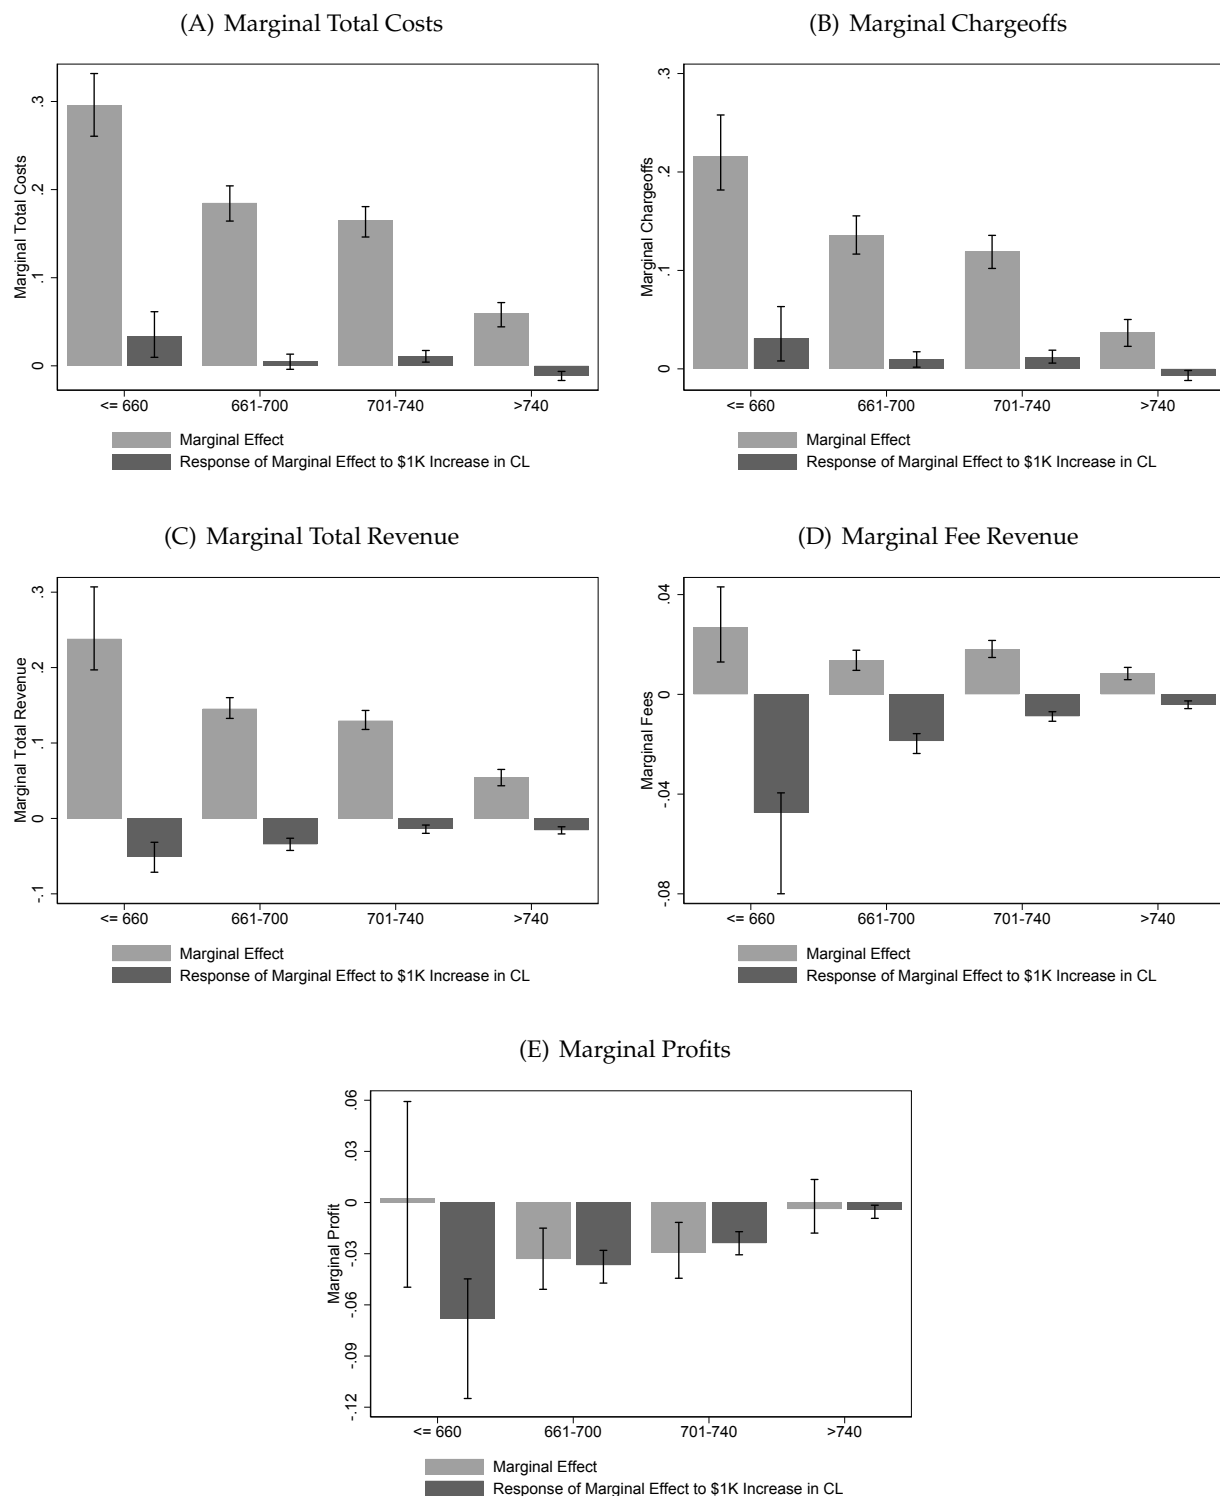 (A) Marginal Total Costs
Marginal Total Costs
.3
.2
.1
0
<= 660
661-700
701-740
>740
Marginal Effect
Response of Marginal Effect to $1K Increase in CL
(B) Marginal Chargeoffs
Marginal Chargeoffs
.3
.2
.1
0
<= 660
661-700
701-740
>740
Marginal Effect
Response of Marginal Effect to $1K Increase in CL
(C) Marginal Total Revenue
Marginal Total Revenue
.3
.2
.1
0
-.1
<= 660
661-700
701-740
>740
Marginal Effect
Response of Marginal Effect to $1K Increase in CL
(D) Marginal Fee Revenue
Marginal Fees
.04
0
-.04
-.08
<= 660
661-700
701-740
>740
Marginal Effect
Response of Marginal Effect to $1K Increase in CL
(E) Marginal Profits
Marginal Profit
.06
.03
0
-.03
-.06
-.09
-.12
<= 660
661-700
701-740
>740
Marginal Effect
Response of Marginal Effect to $1K Increase in CL